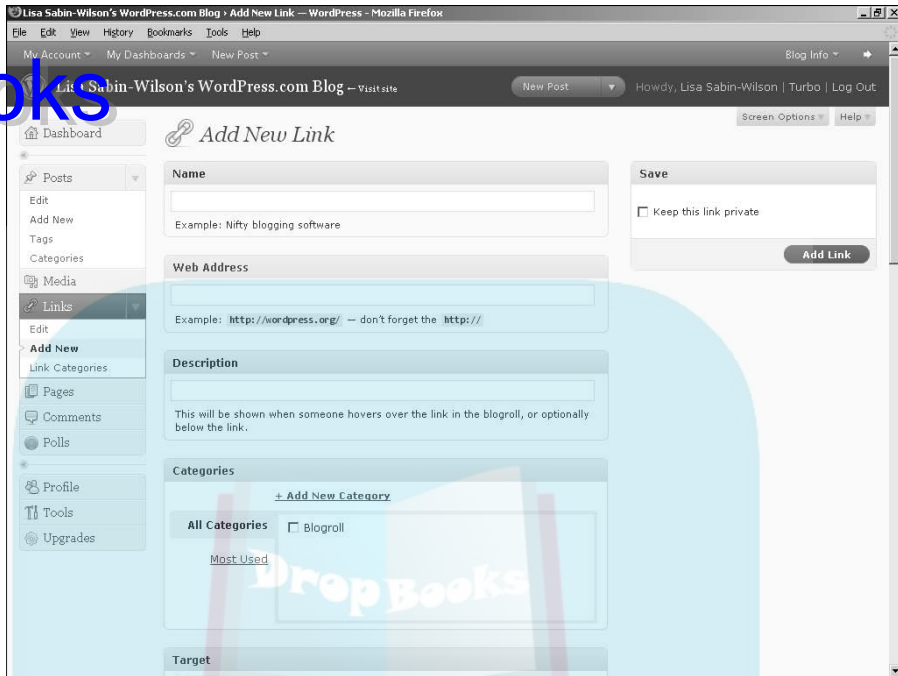 Lisa Sabin-Wilson's WordPress.com Blog › Add New Link — WordPress - Mozilla Firefox
File Edit View History Bookmarks Tools Help
My Account My Dashboards New Post Blog Info
Lisa Sabin-Wilson's WordPress.com Blog ← Visit site New Post Howdy, Lisa Sabin-Wilson | Turbo | Log Out
oks
Screen Options Help
Dashboard
Add New Link
Posts
Edit
Add New
Tags
Categories
Media
Links
Edit
Add New
Link Categories
Pages
Comments
Polls
Profile
Tools
Upgrades
Name
Example: Nifty blogging software
Web Address
Example: http://wordpress.org/ — don't forget the http://
Description
This will be shown when someone hovers over the link in the blogroll, or optionally
below the link.
Categories
+ Add New Category
All Categories
Blogroll
Most Used
DropBooks
Target
Save
Keep this link private
Add Link